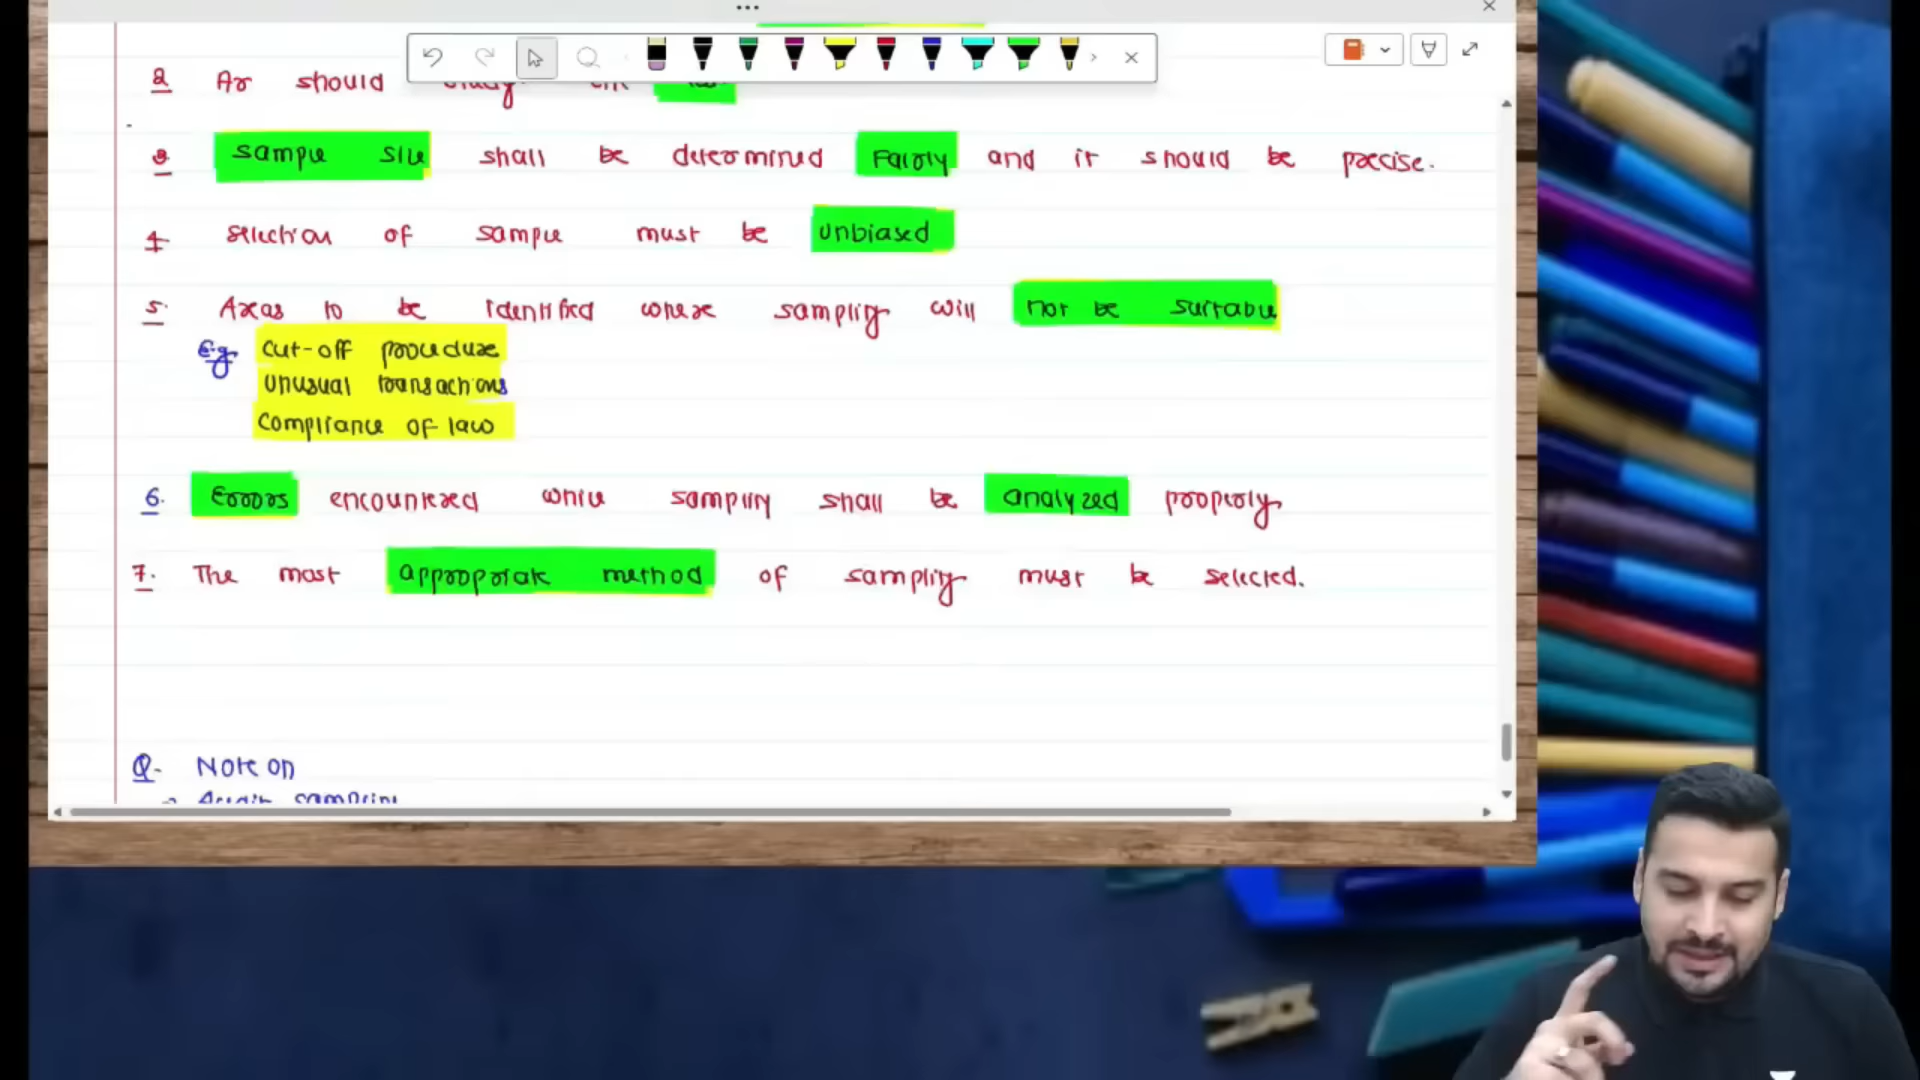 2 Ar should study
3 sample size shall be determined Fairly and it should be precise.
4 selection of sample must be unbiased
5. Areas to be identified where sampling will not be suitable
E.g. cut-off procedure
unusual transactions
compliance of law
6. Errors encountered while sampling shall be analyzed properly
7. The most appropriate method of sampling must be selected.
Q. Note on